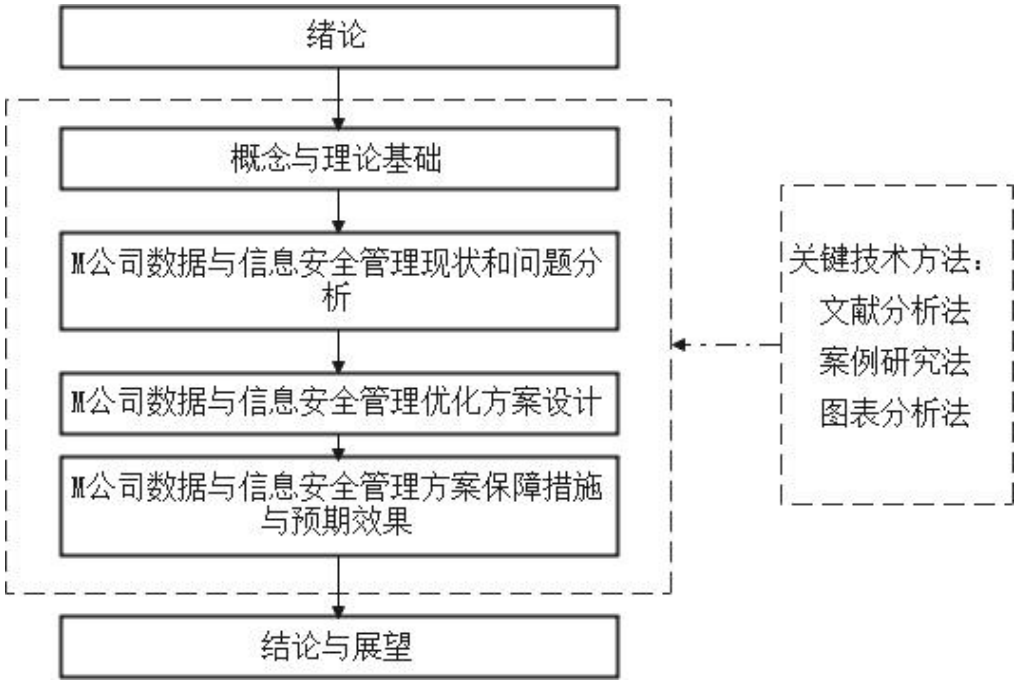 绪论
概念与理论基础
M公司数据与信息安全管理现状和问题分
析
M公司数据与信息安全管理优化方案设计
M公司数据与信息安全管理方案保障措施
与预期效果
结论与展望
关键技术方法：
文献分析法
案例研究法
图表分析法